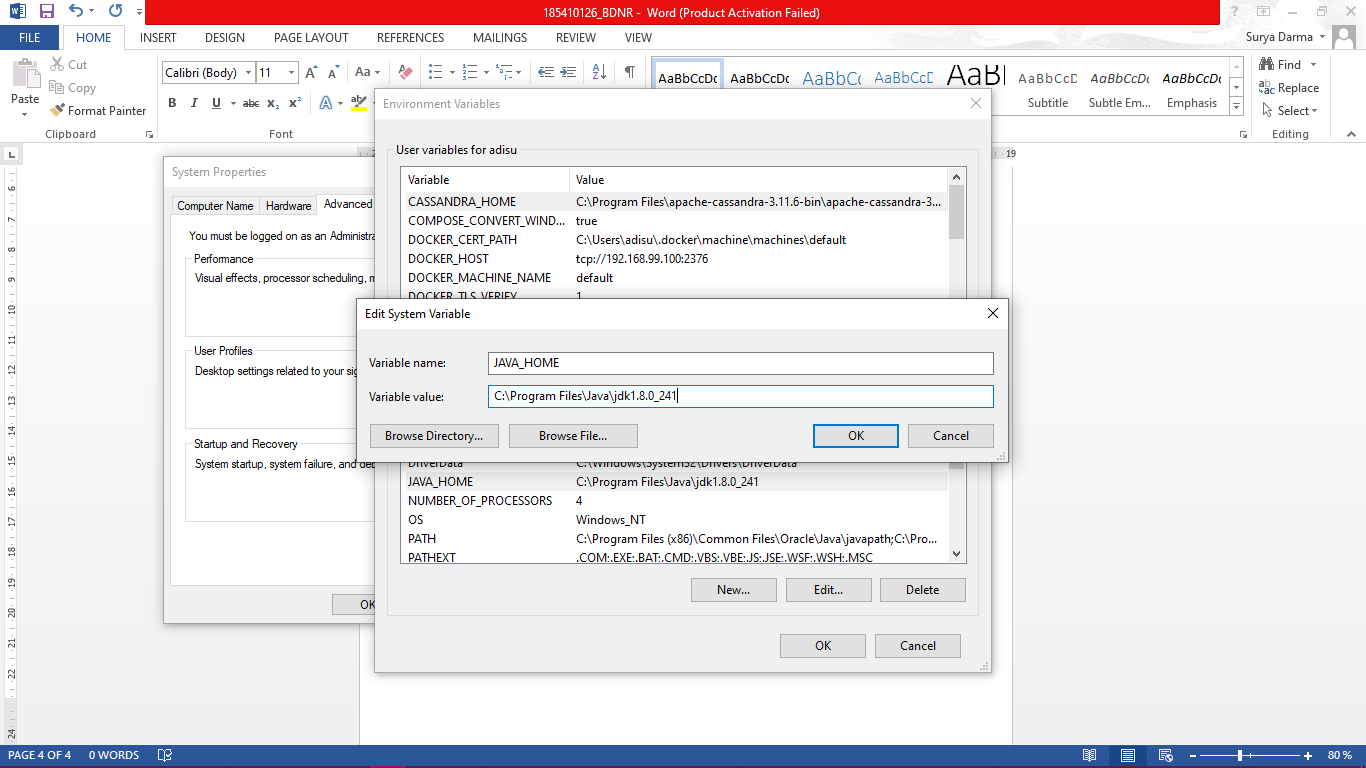 185410126_BDNR - Word (Product Activation Failed)
FILE HOME INSERT DESIGN PAGE LAYOUT REFERENCES MAILINGS REVIEW VIEW Surya Darma
Paste
Cut
Copy
Format Painter
Clipboard
Calibri (Body) 11
B I U abc x₂ x²
Font
AaBbCcDc AaBbCcDc AaBbCc AaBbCcC AaBl AaBbCcD AaBbCcDc AaBbCcDc
Subtitle Subtle Em... Emphasis
Find
Replace
Select
Editing
System Properties
Computer Name Hardware Advanced
You must be logged on as an Administra
Performance
Visual effects, processor scheduling, m
User Profiles
Desktop settings related to your sig
Startup and Recovery
System startup, system failure, and deb
OK
Environment Variables
User variables for adisu
Variable Value
CASSANDRA_HOME C:\Program Files\apache-cassandra-3.11.6-bin\apache-cassandra-3...
COMPOSE_CONVERT_WIND... true
DOCKER_CERT_PATH C:\Users\adisu\.docker\machine\machines\default
DOCKER_HOST tcp://192.168.99.100:2376
DOCKER_MACHINE_NAME default
DOCKER_TLS_VERIFY 1
Edit System Variable
Variable name: JAVA_HOME
Variable value: C:\Program Files\Java\jdk1.8.0_241
Browse Directory... Browse File... OK Cancel
DriverData C:\Windows\System32\Drivers\DriverData
JAVA_HOME C:\Program Files\Java\jdk1.8.0_241
NUMBER_OF_PROCESSORS 4
OS Windows_NT
PATH C:\Program Files (x86)\Common Files\Oracle\Java\javapath;C:\Pro...
PATHEXT .COM;.EXE;.BAT;.CMD;.VBS;.VBE;.JS;.JSE;.WSF;.WSH;.MSC
New... Edit... Delete
OK Cancel
PAGE 4 OF 4 0 WORDS 80 %